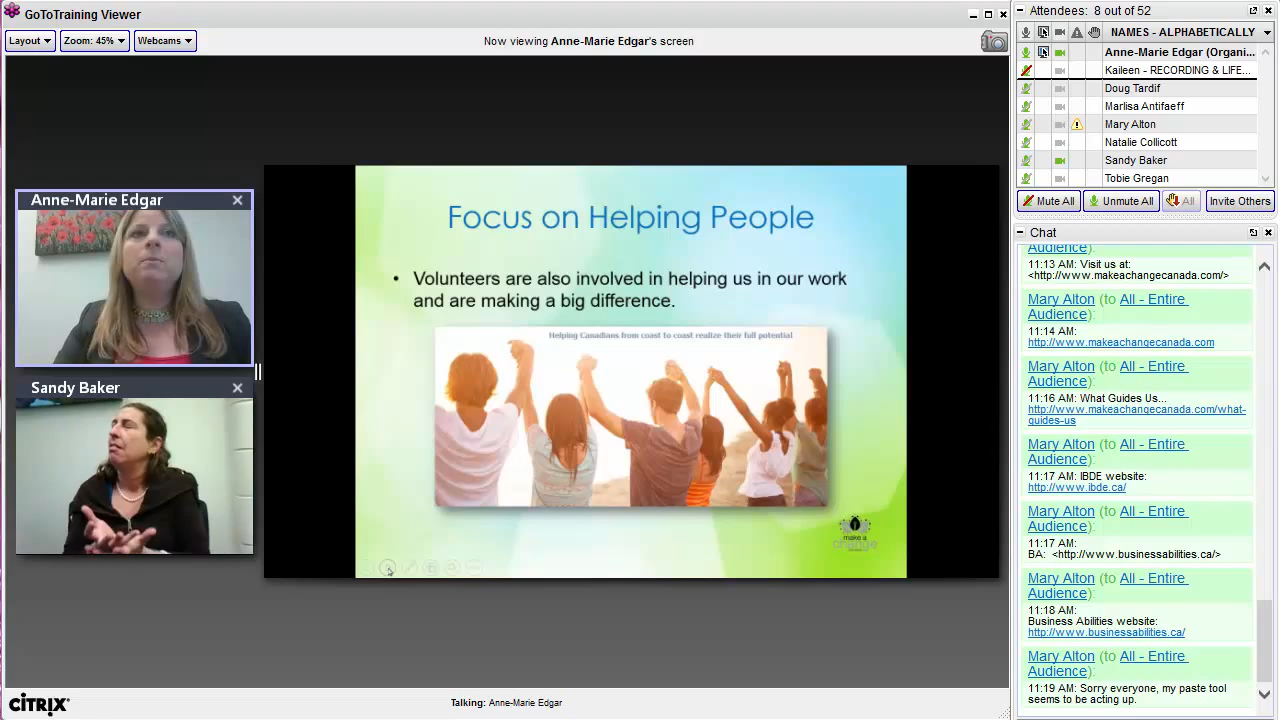 GoToTraining Viewer
Layout
Zoom: 45%
Webcams
Now viewing Anne-Marie Edgar's screen
Anne-Marie Edgar
Sandy Baker
Focus on Helping People
• Volunteers are also involved in helping us in our work
and are making a big difference.
Helping Canadians from coast to coast realize their full potential
make a
change
CİTRIX
Talking: Anne-Marie Edgar
Attendees: 8 out of 52
NAMES - ALPHABETICALLY
Anne-Marie Edgar (Organi...
Kaileen - RECORDING & LIFE...
Doug Tardif
Marlisa Antifaeff
Mary Alton
Natalie Collicott
Sandy Baker
Tobie Gregan
Mute All
Unmute All
All
Invite Others
Chat
Audience):
11:13 AM: Visit us at:
<http://www.makeachangecanada.com/>
Mary Alton (to All - Entire
Audience):
11:14 AM:
http://www.makeachangecanada.com
Mary Alton (to All - Entire
Audience):
11:16 AM: What Guides Us...
http://www.makeachangecanada.com/what-
guides-us
Mary Alton (to All - Entire
Audience):
11:17 AM: IBDE website:
http://www.ibde.ca/
Mary Alton (to All - Entire
Audience):
11:17 AM:
BA: <http://www.businessabilities.ca/>
Mary Alton (to All - Entire
Audience):
11:18 AM:
Business Abilities website:
http://www.businessabilities.ca/
Mary Alton (to All - Entire
Audience):
11:19 AM: Sorry everyone, my paste tool
seems to be acting up.